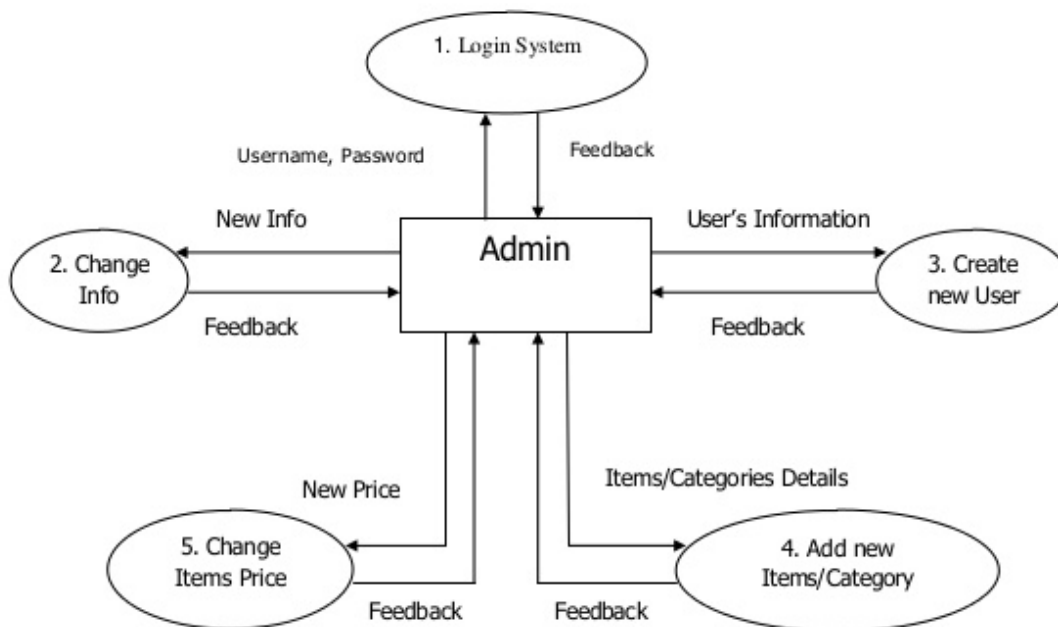 1. Login System
Username, Password
Feedback
New Info
User's Information
Admin
2. Change
Info
3. Create
new User
Feedback
Feedback
New Price
Items/Categories Details
5. Change
Items Price
4. Add new
Items/Category
Feedback
Feedback